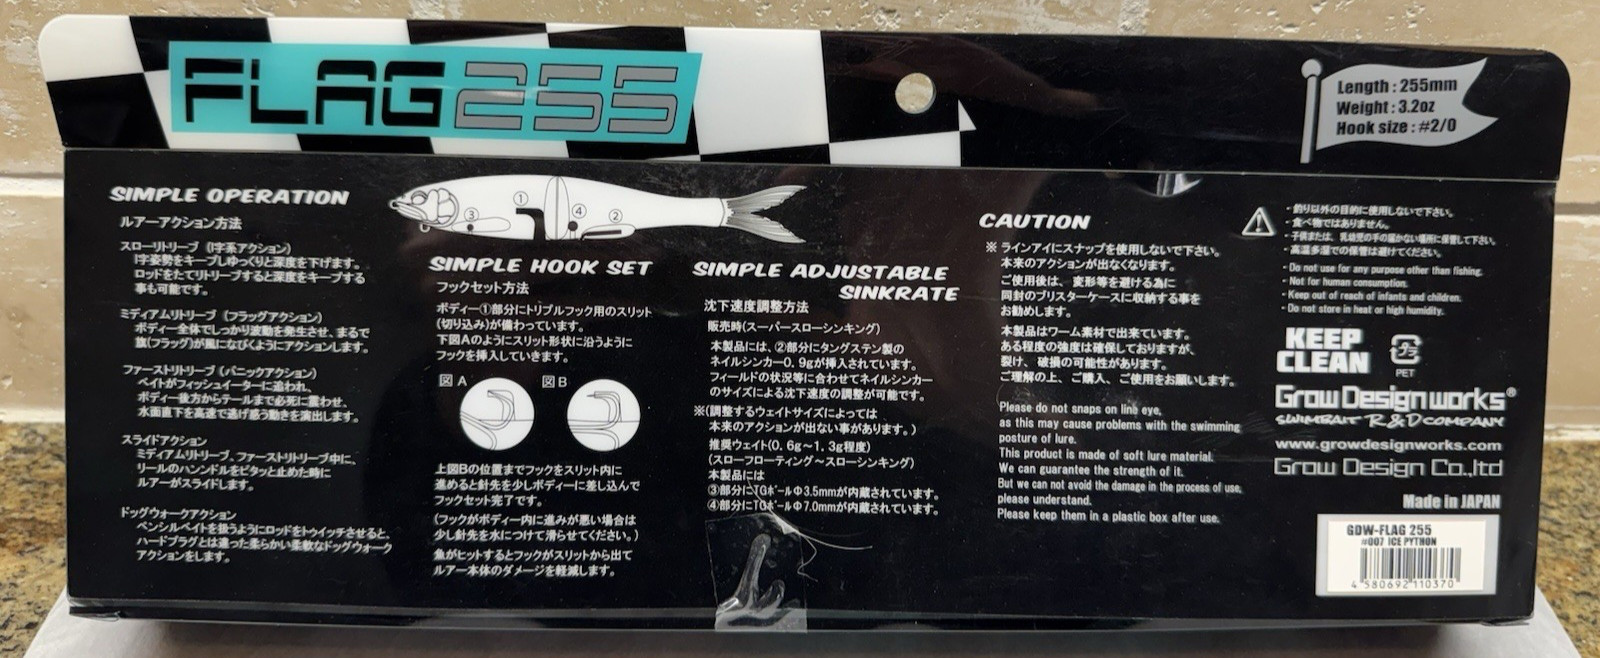 FLAG255
Length : 255mm
Weight : 3.2oz
Hook size : #2/0
SIMPLE OPERATION
ルアーアクション方法
スローリトリーブ（I字系アクション）
I字姿勢をキープしゆっくりと深度を下げます。
ロッドをたてリトリーブすると深度をキープする
事も可能です。
ミディアムリトリーブ（フラッグアクション）
ボディー全体でしっかり波動を発生させ、まるで
旗(フラッグ)が風になびくようにアクションします。
ファーストリトリーブ（パニックアクション）
ベイトがフィッシュイーターに追われ、
ボディー後方からテールまで必死に震わせ、
水面直下を高速で逃げ惑う動きを演出します。
スライドアクション
ミディアムリトリーブ、ファーストリトリーブ中に、
リールのハンンドルをピタッと止めた時に
ルアーがスライドします。
ドッグウォークアクション
ペンシルベイトを扱うようにロッドをトゥイッチさせると、
ハードプラグとは違った柔らかい柔軟なドッグウォーク
アクションをします。
① ② ③ ④
SIMPLE HOOK SET
フックセット方法
ボディー①部分にトリプルフック用のスリット
(切り込み)が備わっています。
下図Aのようにスリット形状に沿うように
フックを挿入していきます。
図 A 図 B
上図Bの位置までフックをスリット内に
進めると針先を少しボディーに差し込んで
フックセット完了です。
(フックがボディー内に進みが悪い場合は
少し針先を水につけて滑らせてください。)
魚がヒットするとフックがスリットから出て
ルアー本体のダメージを軽減します。
SIMPLE ADJUSTABLE
SINKRATE
沈下速度調整方法
販売時(スーパースローシンキング)
本製品には、②部分にタングステン製の
ネイルシンカー0.9gが挿入されています。
フィールドの状況等に合わせてネイルシンカー
のサイズによる沈下速度の調整が可能です。
※(調整するウェイトサイズによっては
本来のアクションが出ない事があります。)
推奨ウェイト(0.6g～1.3g程度)
(スローフローティング～スローシンキング)
本製品には
③部分にTGﾎﾞｰﾙΦ3.5mmが内蔵されています。
④部分にTGﾎﾞｰﾙΦ7.0mmが内蔵されています。
CAUTION
※ ラインアイにスナップを使用しないで下さい。
本来のアクションが出なくなります。
ご使用後は、変形等を避ける為に
同封のブリスターケースに収納する事を
お勧めします。
本製品はワーム素材で出来ています。
ある程度の強度は確保しておりますが、
裂け、破損の可能性があります。
ご理解の上、ご購入、ご使用をお願いします。
Please do not snaps on link eye,
as this may cause problems with the swimming
posture of lure.
This product is made of soft lure material.
We can guarantee the strength of it.
But we can not avoid the damage in the process of use,
please understand.
Please keep them in a plastic box after use.
- 釣り以外の目的に使用しないで下さい。
- 食べ物ではありません。
- 子供または、乳幼児の手の届かない場所に保管して下さい。
- 高温多湿での保管は避けてください。
- Do not use for any purpose other than fishing.
- Not for human consumption.
- Keep out of reach of infants and children.
- Do not store in heat or high humidity.
KEEP
CLEAN
プラ
PET
Grow Design works®
SWIMBAIT R&D COMPANY
www.growdesignworks.com
Grow Design Co.,ltd
Made in JAPAN
GDW-FLAG 255
#007 ICE PYTHON
4 580692 110370